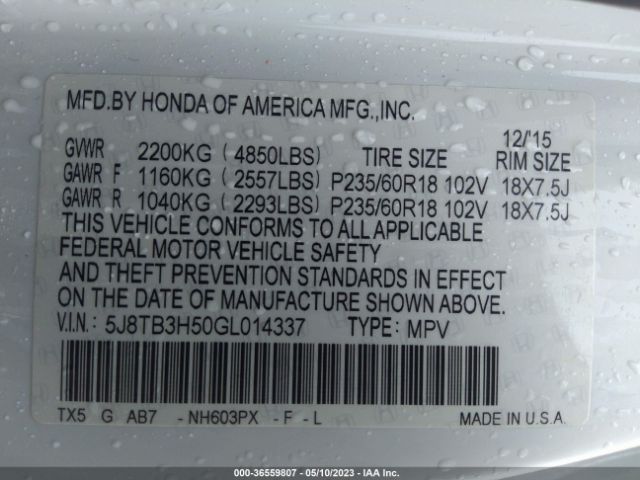 MFD.BY HONDA OF AMERICA MFG.,INC.
12/'15
GVWR 2200KG ( 4850LBS) TIRE SIZE RIM SIZE
GAWR F 1160KG ( 2557LBS) P235/60R18 102V 18X7.5J
GAWR R 1040KG ( 2293LBS) P235/60R18 102V 18X7.5J
THIS VEHICLE CONFORMS TO ALL APPLICABLE
FEDERAL MOTOR VEHICLE SAFETY
AND THEFT PREVENTION STANDARDS IN EFFECT
ON THE DATE OF MANUFACTURE SHOWN ABOVE.
V.I.N.: 5J8TB3H50GL014337 TYPE: MPV
TX5 G AB7 - NH603PX - F - L MADE IN U.S.A.
000-36559807 - 05/10/2023 - IAA Inc.